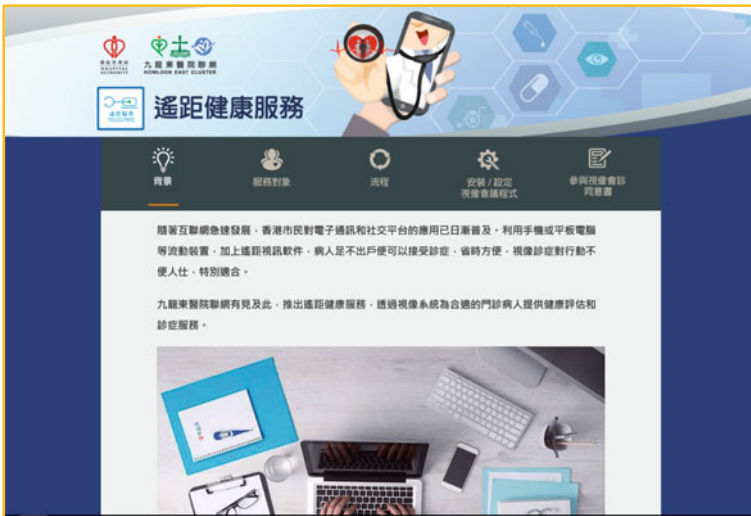 醫院管理局
HOSPITAL
AUTHORITY
九龍東醫院聯網
KOWLOON EAST CLUSTER
遙距醫療
TELECARE
遙距健康服務
背景
服務對象
流程
安裝 / 設定
視像會議程式
參與視像會診
同意書
隨著互聯網急速發展，香港市民對電子通訊和社交平台的應用已日漸普及。利用手機或平板電腦
等流動裝置，加上遙距視訊軟件，病人足不出戶便可以接受診症，省時方便，視像診症對行動不
便人仕，特別適合。
九龍東醫院聯網有見及此，推出遙距健康服務，透過視像系統為合適的門診病人提供健康評估和
診症服務。